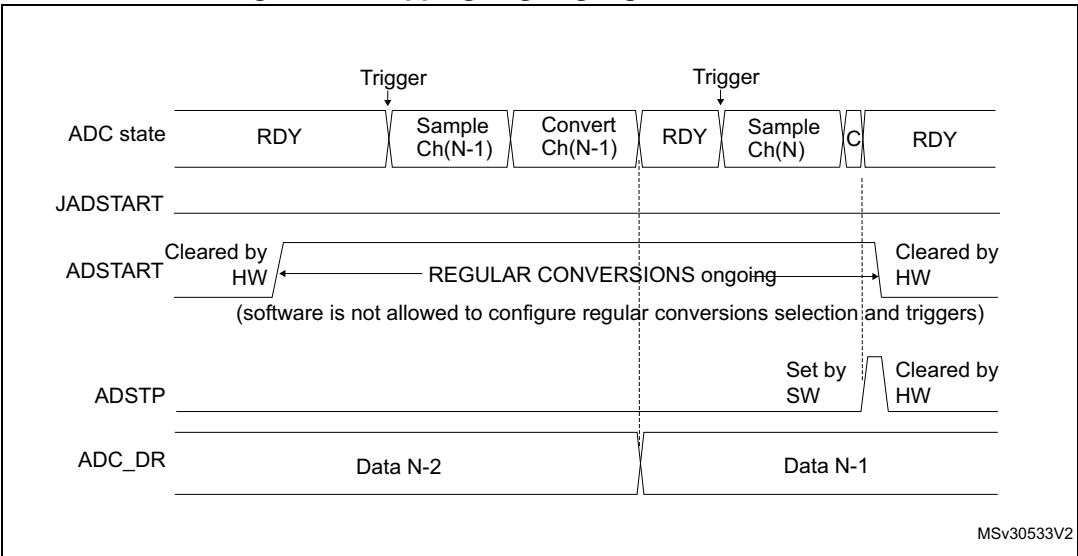 Trigger Trigger
ADC state RDY Sample Ch(N-1) Convert Ch(N-1) RDY Sample Ch(N) C RDY
JADSTART
ADSTART Cleared by HW REGULAR CONVERSIONS ongoing Cleared by HW
(software is not allowed to configure regular conversions selection and triggers)
ADSTP Set by SW Cleared by HW
ADC_DR Data N-2 Data N-1
MSv30533V2